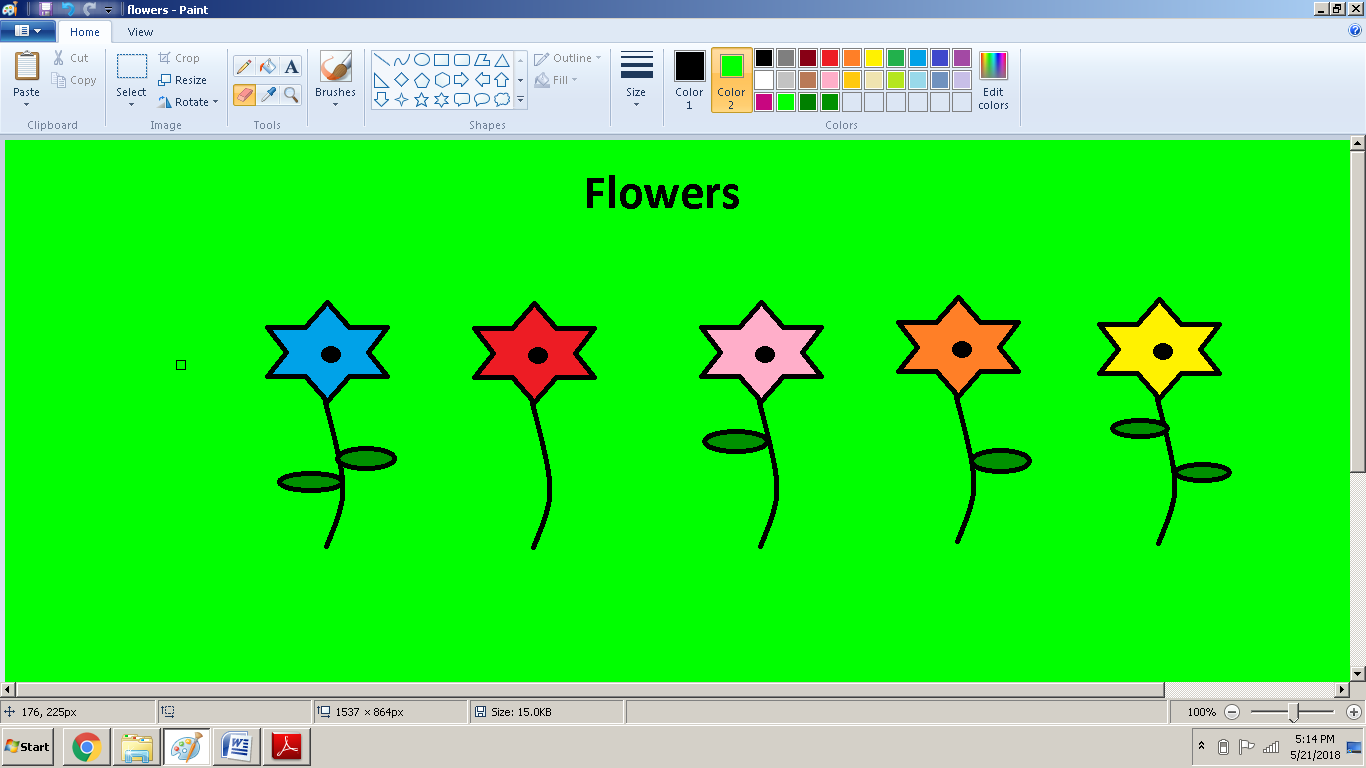 flowers - Paint
Home View
Paste
Cut
Copy
Clipboard
Select
Crop
Resize
Rotate
Image
A
Tools
Brushes
Shapes
Outline
Fill
Size
Color 1
Color 2
Edit colors
Colors
Flowers
176, 225px
1537 × 864px
Size: 15.0KB
100%
Start
W
5:14 PM
5/21/2018